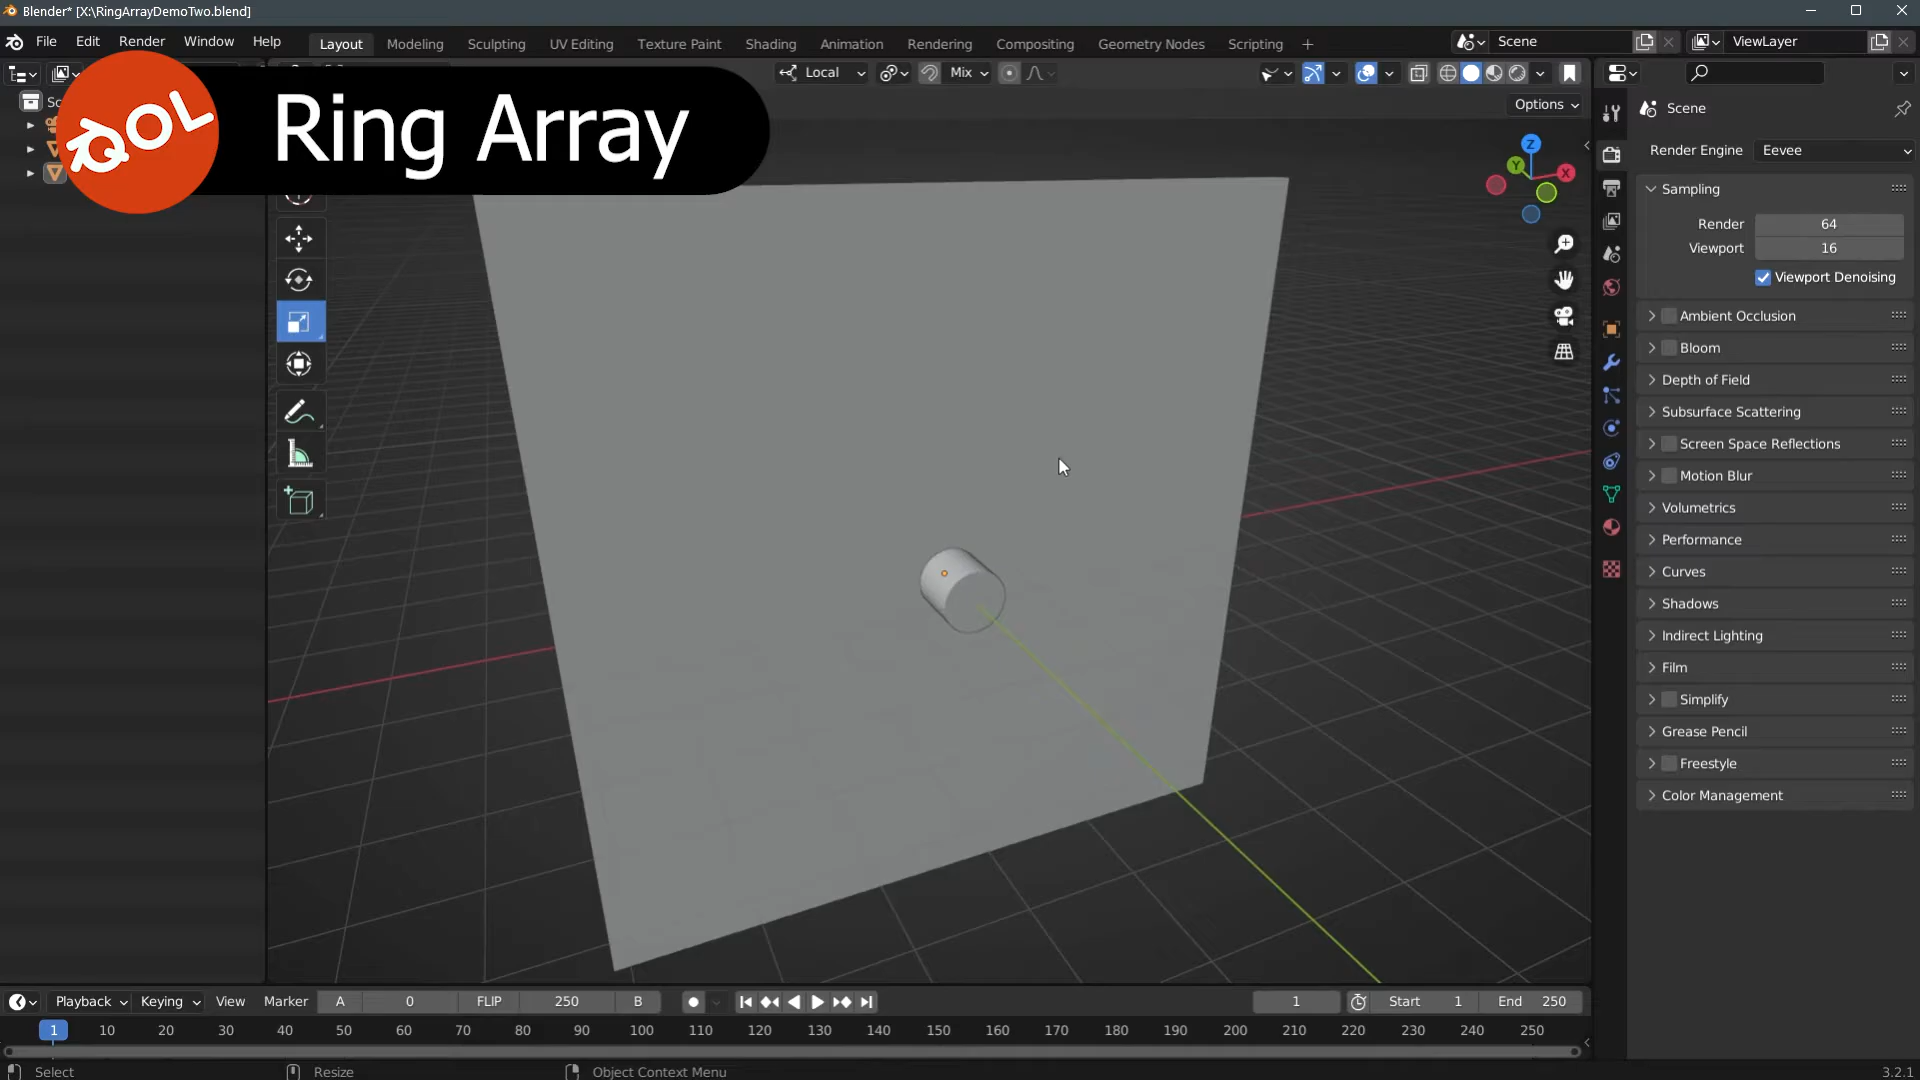 Blender* [X:\RingArrayDemoTwo.blend]
File Edit Render Window Help Layout Modeling Sculpting UV Editing Texture Paint Shading Animation Rendering Compositing Geometry Nodes Scripting + Scene ViewLayer
Local Mix
Options
Sc
QOL
Ring Array
Z
Y
X
Scene
Render Engine Eevee
Sampling
Render 64
Viewport 16
Viewport Denoising
Ambient Occlusion
Bloom
Depth of Field
Subsurface Scattering
Screen Space Reflections
Motion Blur
Volumetrics
Performance
Curves
Shadows
Indirect Lighting
Film
Simplify
Grease Pencil
Freestyle
Color Management
Playback Keying View Marker A 0 FLIP 250 B 1 Start 1 End 250
1 10 20 30 40 50 60 70 80 90 100 110 120 130 140 150 160 170 180 190 200 210 220 230 240 250
Select Resize Object Context Menu 3.2.1